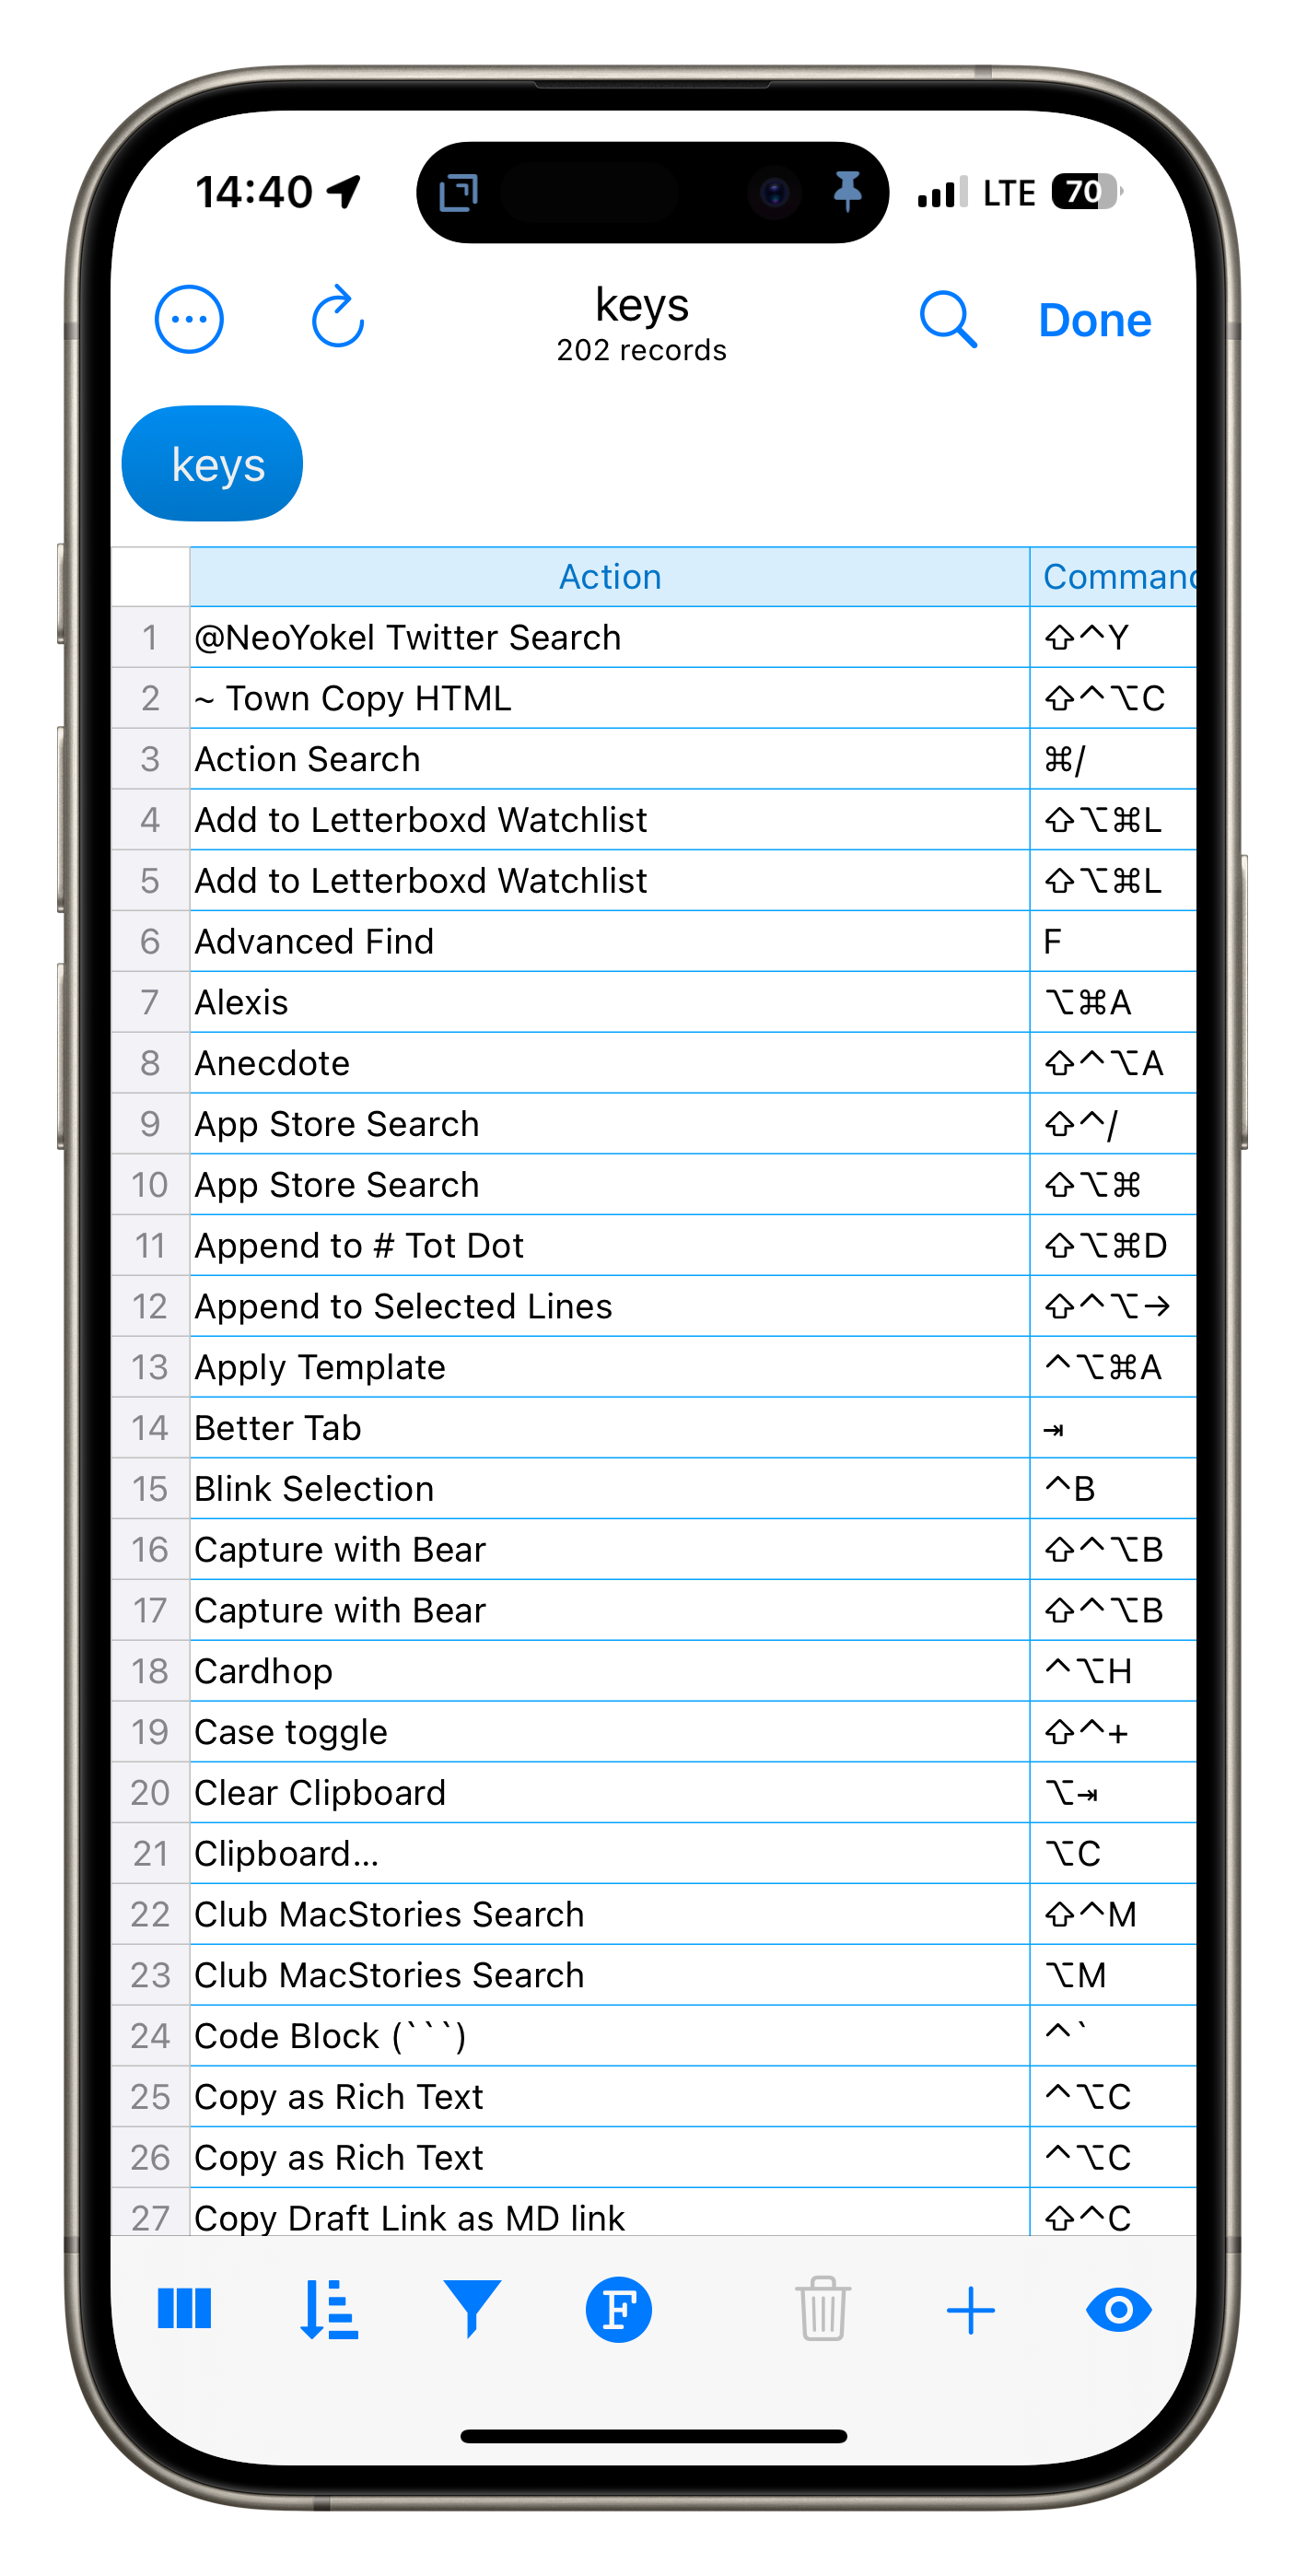 14:40 LTE 70
keys
202 records
Done
keys
Action Command
1 @NeoYokel Twitter Search ⇧⌃Y
2 ~ Town Copy HTML ⇧⌃⌥C
3 Action Search ⌘/
4 Add to Letterboxd Watchlist ⇧⌥⌘L
5 Add to Letterboxd Watchlist ⇧⌥⌘L
6 Advanced Find F
7 Alexis ⌥⌘A
8 Anecdote ⇧⌃⌥A
9 App Store Search ⇧⌃/
10 App Store Search ⇧⌥⌘
11 Append to # Tot Dot ⇧⌥⌘D
12 Append to Selected Lines ⇧⌃⌥→
13 Apply Template ⌃⌥⌘A
14 Better Tab ⇥
15 Blink Selection ⌃B
16 Capture with Bear ⇧⌃⌥B
17 Capture with Bear ⇧⌃⌥B
18 Cardhop ⌃⌥H
19 Case toggle ⇧⌃+
20 Clear Clipboard ⌥⇥
21 Clipboard... ⌥C
22 Club MacStories Search ⇧⌃M
23 Club MacStories Search ⌥M
24 Code Block (```) ⌃`
25 Copy as Rich Text ⌃⌥C
26 Copy as Rich Text ⌃⌥C
27 Copy Draft Link as MD link ⇧⌃C
F